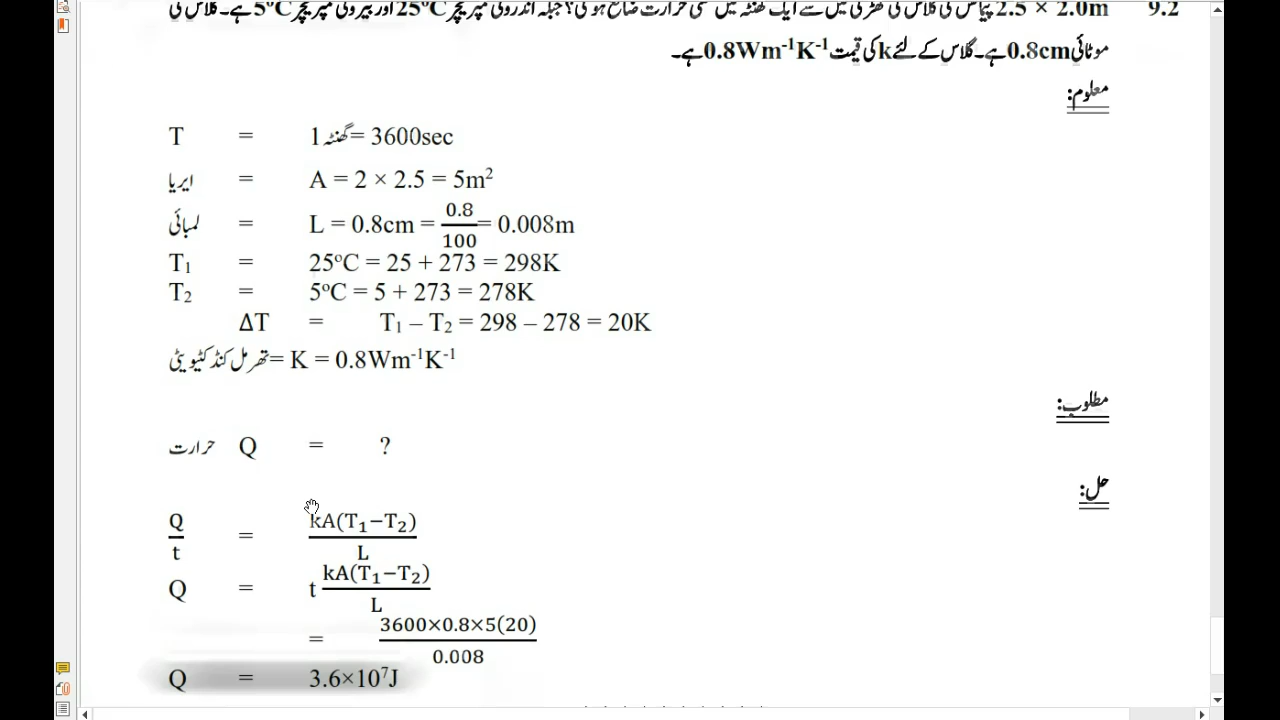 9.2 2.5 × 2.0m پیمائش کی گلاس کی کھڑکی میں سے ایک گھنٹہ میں کتنی حرارت ضائع ہو گی؟ جبکہ اندرونی ٹمپریچر 25°C اور بیرونی ٹمپریچر 5°C ہے۔ گلاس کی
موٹائی 0.8cm ہے۔ گلاس کے لئے k کی قیمت 0.8Wm⁻¹K⁻¹ ہے۔
معلوم:
T = 1 گھنٹہ = 3600sec
ایریا = A = 2 × 2.5 = 5m²
لمبائی = L = 0.8cm = 0.8/100 = 0.008m
T₁ = 25°C = 25 + 273 = 298K
T₂ = 5°C = 5 + 273 = 278K
ΔT = T₁ – T₂ = 298 – 278 = 20K
تھرمل کنڈکٹیویٹی = K = 0.8Wm⁻¹K⁻¹
مطلوب:
حرارت Q = ?
حل:
Q/t = kA(T₁−T₂)/L
Q = t kA(T₁−T₂)/L
= 3600×0.8×5(20)/0.008
Q = 3.6×10⁷J